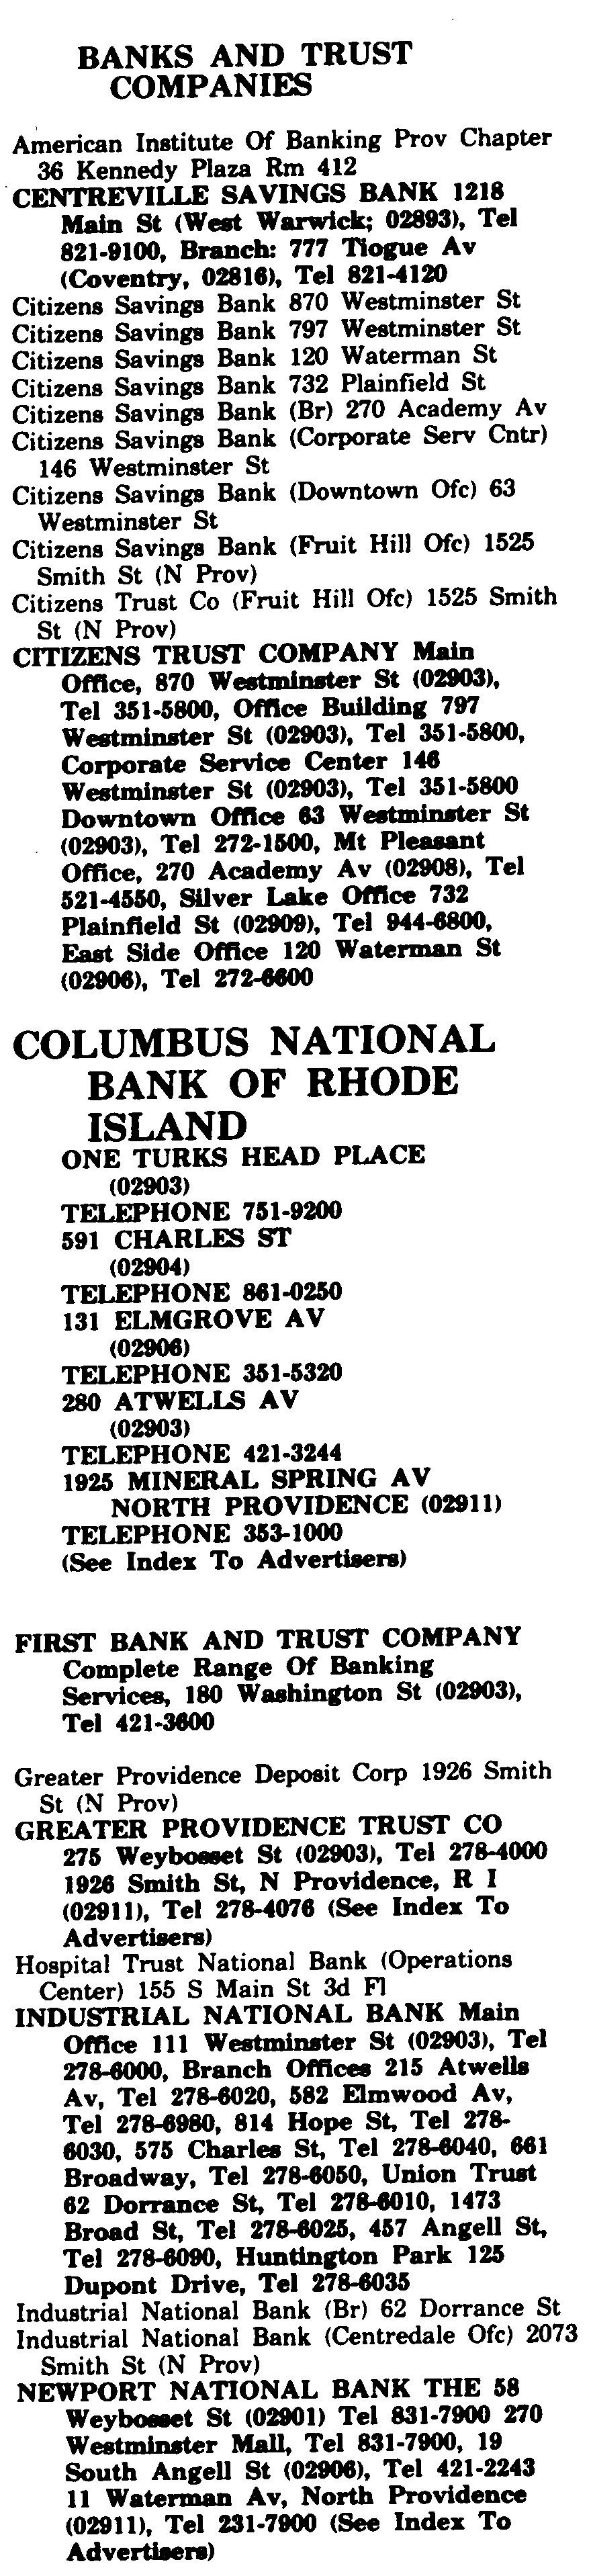 BANKS AND TRUST
COMPANIES
American Institute Of Banking Prov Chapter
36 Kennedy Plaza Rm 412
CENTREVILLE SAVINGS BANK 1218
Main St (West Warwick; 02893), Tel
821-9100, Branch: 777 Tiogue Av
(Coventry, 02816), Tel 821-4120
Citizens Savings Bank 870 Westminster St
Citizens Savings Bank 797 Westminster St
Citizens Savings Bank 120 Waterman St
Citizens Savings Bank 732 Plainfield St
Citizens Savings Bank (Br) 270 Academy Av
Citizens Savings Bank (Corporate Serv Cntr)
146 Westminster St
Citizens Savings Bank (Downtown Ofc) 63
Westminster St
Citizens Savings Bank (Fruit Hill Ofc) 1525
Smith St (N Prov)
Citizens Trust Co (Fruit Hill Ofc) 1525 Smith
St (N Prov)
CITIZENS TRUST COMPANY Main
Office, 870 Westminster St (02903),
Tel 351-5800, Office Building 797
Westminster St (02903), Tel 351-5800,
Corporate Service Center 146
Westminster St (02903), Tel 351-5800
Downtown Office 63 Westminster St
(02903), Tel 272-1500, Mt Pleasant
Office, 270 Academy Av (02908), Tel
521-4550, Silver Lake Office 732
Plainfield St (02909), Tel 944-6800,
East Side Office 120 Waterman St
(02906), Tel 272-6600
COLUMBUS NATIONAL
BANK OF RHODE
ISLAND
ONE TURKS HEAD PLACE
(02903)
TELEPHONE 751-9200
591 CHARLES ST
(02904)
TELEPHONE 861-0250
131 ELMGROVE AV
(02906)
TELEPHONE 351-5320
280 ATWELLS AV
(02903)
TELEPHONE 421-3244
1925 MINERAL SPRING AV
NORTH PROVIDENCE (02911)
TELEPHONE 353-1000
(See Index To Advertisers)
FIRST BANK AND TRUST COMPANY
Complete Range Of Banking
Services, 180 Washington St (02903),
Tel 421-3600
Greater Providence Deposit Corp 1926 Smith
St (N Prov)
GREATER PROVIDENCE TRUST CO
275 Weybosset St (02903), Tel 278-4000
1926 Smith St, N Providence, R I
(02911), Tel 278-4076 (See Index To
Advertisers)
Hospital Trust National Bank (Operations
Center) 155 S Main St 3d Fl
INDUSTRIAL NATIONAL BANK Main
Office 111 Westminster St (02903), Tel
278-6000, Branch Offices 215 Atwells
Av, Tel 278-6020, 582 Elmwood Av,
Tel 278-6980, 814 Hope St, Tel 278-
6030, 575 Charles St, Tel 278-6040, 661
Broadway, Tel 278-6050, Union Trust
62 Dorrance St, Tel 278-6010, 1473
Broad St, Tel 278-6025, 457 Angell St,
Tel 278-6090, Huntington Park 125
Dupont Drive, Tel 278-6035
Industrial National Bank (Br) 62 Dorrance St
Industrial National Bank (Centredale Ofc) 2073
Smith St (N Prov)
NEWPORT NATIONAL BANK THE 58
Weybosset St (02901) Tel 831-7900 270
Westminster Mall, Tel 831-7900, 19
South Angell St (02906), Tel 421-2243
11 Waterman Av, North Providence
(02911), Tel 231-7900 (See Index To
Advertisers)